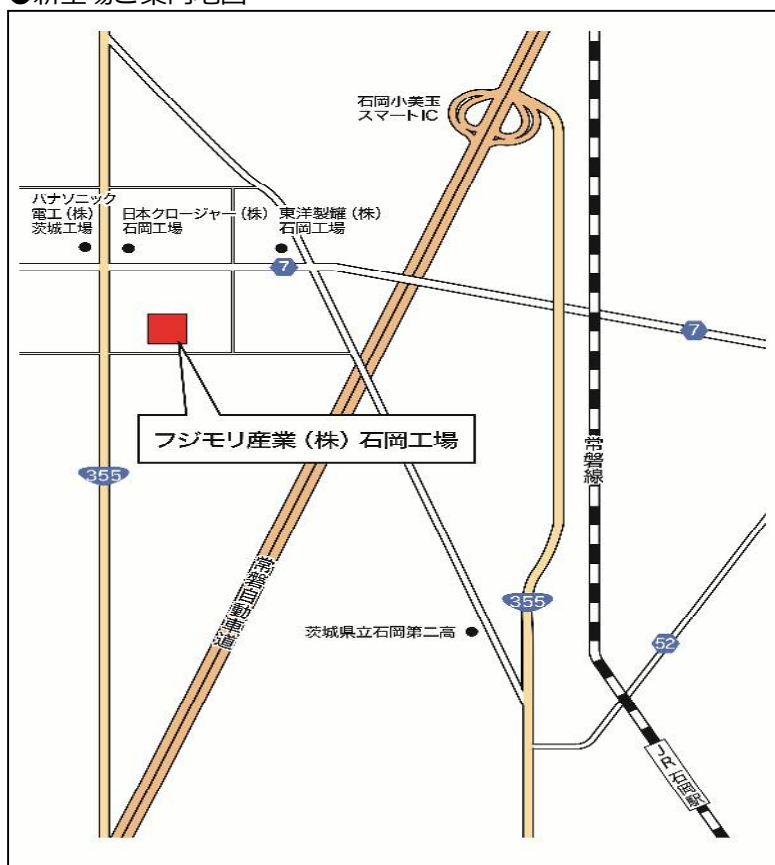 ●新工場ご案内地図
石岡小美玉
スマートIC
パナソニック
電工(株)
茨城工場
日本クロージャー(株)
石岡工場
東洋製罐(株)
石岡工場
7
7
フジモリ産業(株)石岡工場
355
常磐線
常磐自動車道
355
茨城県立石岡第二高
52
JR石岡駅